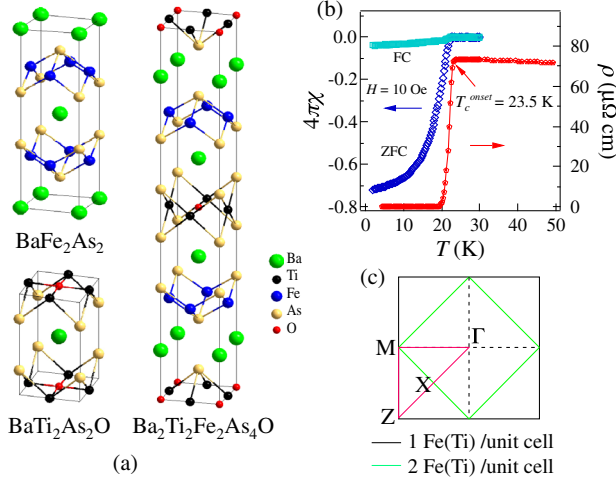 BaFe₂As₂
BaTi₂As₂O
Ba₂Ti₂Fe₂As₄O
Ba
Ti
Fe
As
O
(a)
(b)
0.0
-0.2
-0.4
-0.6
-0.8
4πχ
FC
H = 10 Oe
ZFC
T_c^onset = 23.5 K
80
60
40
20
0
ρ (μΩ cm)
0 10 20 30 40 50
T (K)
(c)
M
Γ
X
Z
1 Fe(Ti) /unit cell
2 Fe(Ti) /unit cell